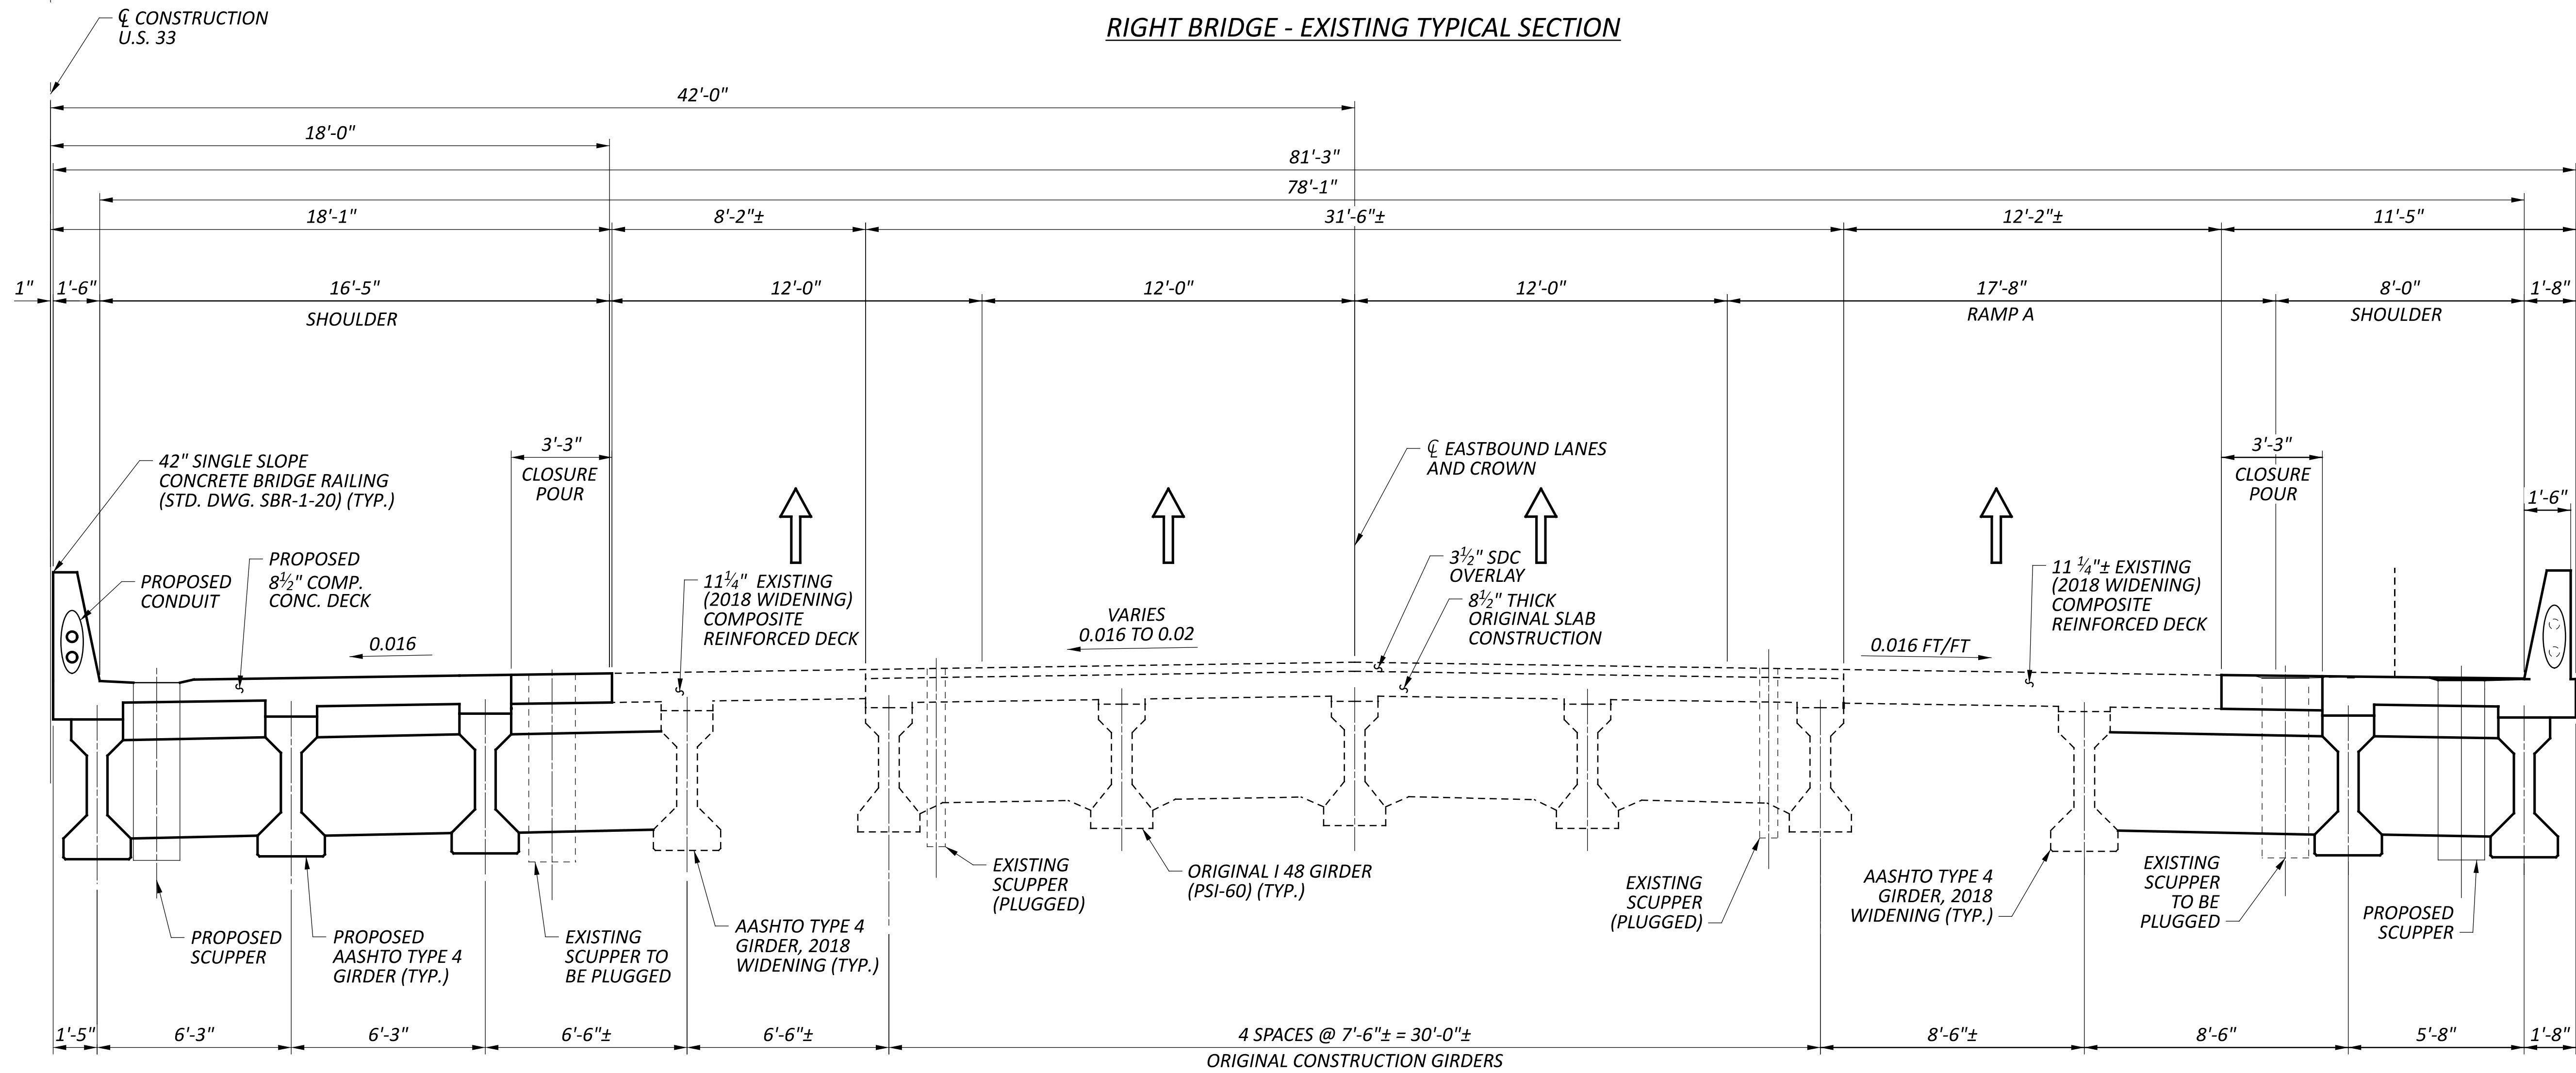 ℄ CONSTRUCTION
U.S. 33
RIGHT BRIDGE - EXISTING TYPICAL SECTION
42'-0"
18'-0"
81'-3"
78'-1"
18'-1" 8'-2"± 31'-6"± 12'-2"± 11'-5"
1" 1'-6" 16'-5" 12'-0" 12'-0" 12'-0" 17'-8" 8'-0" 1'-8"
SHOULDER RAMP A SHOULDER
42" SINGLE SLOPE
CONCRETE BRIDGE RAILING
(STD. DWG. SBR-1-20) (TYP.)
3'-3"
CLOSURE
POUR
℄ EASTBOUND LANES
AND CROWN
3'-3"
CLOSURE
POUR
1'-6"
PROPOSED
CONDUIT
PROPOSED
8½" COMP.
CONC. DECK
0.016
11¼" EXISTING
(2018 WIDENING)
COMPOSITE
REINFORCED DECK
VARIES
0.016 TO 0.02
3½" SDC
OVERLAY
8½" THICK
ORIGINAL SLAB
CONSTRUCTION
0.016 FT/FT
11 ¼"± EXISTING
(2018 WIDENING)
COMPOSITE
REINFORCED DECK
PROPOSED
SCUPPER
PROPOSED
AASHTO TYPE 4
GIRDER (TYP.)
EXISTING
SCUPPER TO
BE PLUGGED
AASHTO TYPE 4
GIRDER, 2018
WIDENING (TYP.)
EXISTING
SCUPPER
(PLUGGED)
ORIGINAL I 48 GIRDER
(PSI-60) (TYP.)
EXISTING
SCUPPER
(PLUGGED)
AASHTO TYPE 4
GIRDER, 2018
WIDENING (TYP.)
EXISTING
SCUPPER
TO BE
PLUGGED
PROPOSED
SCUPPER
1'-5" 6'-3" 6'-3" 6'-6"± 6'-6"± 4 SPACES @ 7'-6"± = 30'-0"± 8'-6"± 8'-6" 5'-8" 1'-8"
ORIGINAL CONSTRUCTION GIRDERS